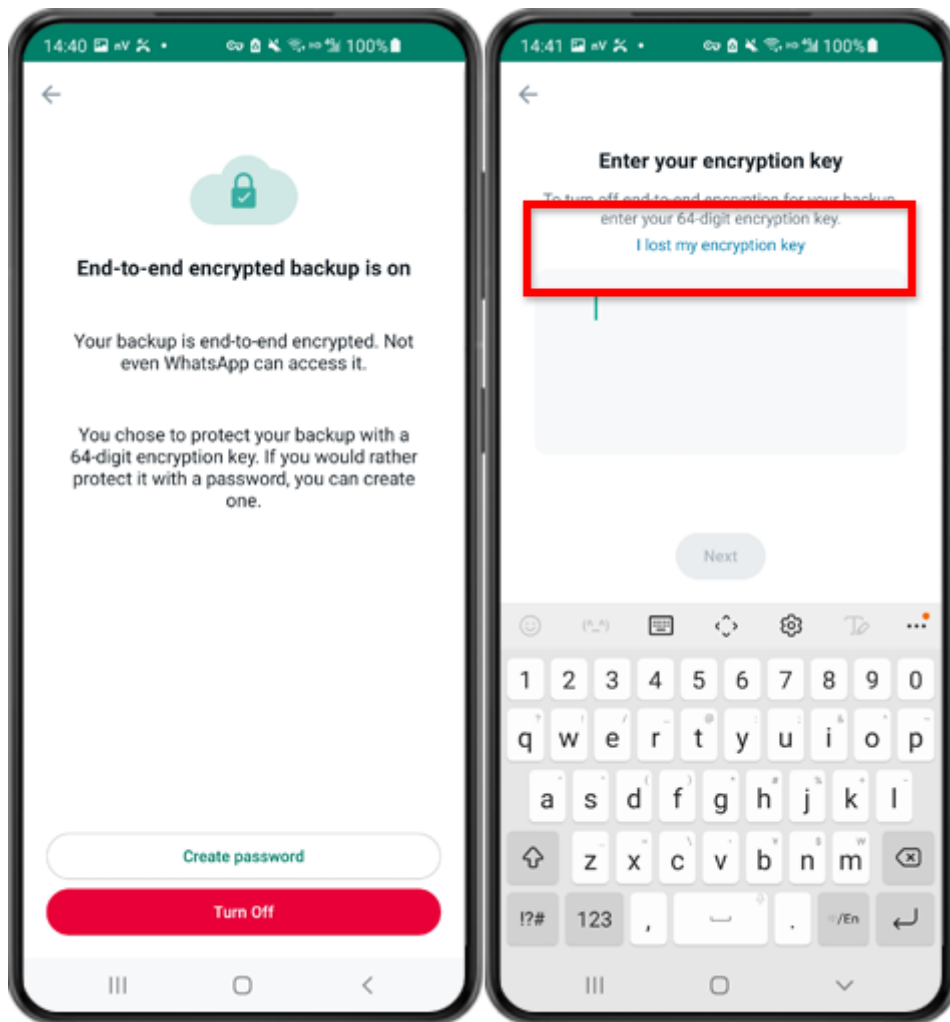 14:40
100%
End-to-end encrypted backup is on
Your backup is end-to-end encrypted. Not
even WhatsApp can access it.
You chose to protect your backup with a
64-digit encryption key. If you would rather
protect it with a password, you can create
one.
Create password
Turn Off
14:41
100%
Enter your encryption key
To turn off end-to-end encryption for your backup
enter your 64-digit encryption key.
I lost my encryption key
Next
1 2 3 4 5 6 7 8 9 0
q w e r t y u i o p
a s d f g h j k l
z x c v b n m
!?# 123 , . /En